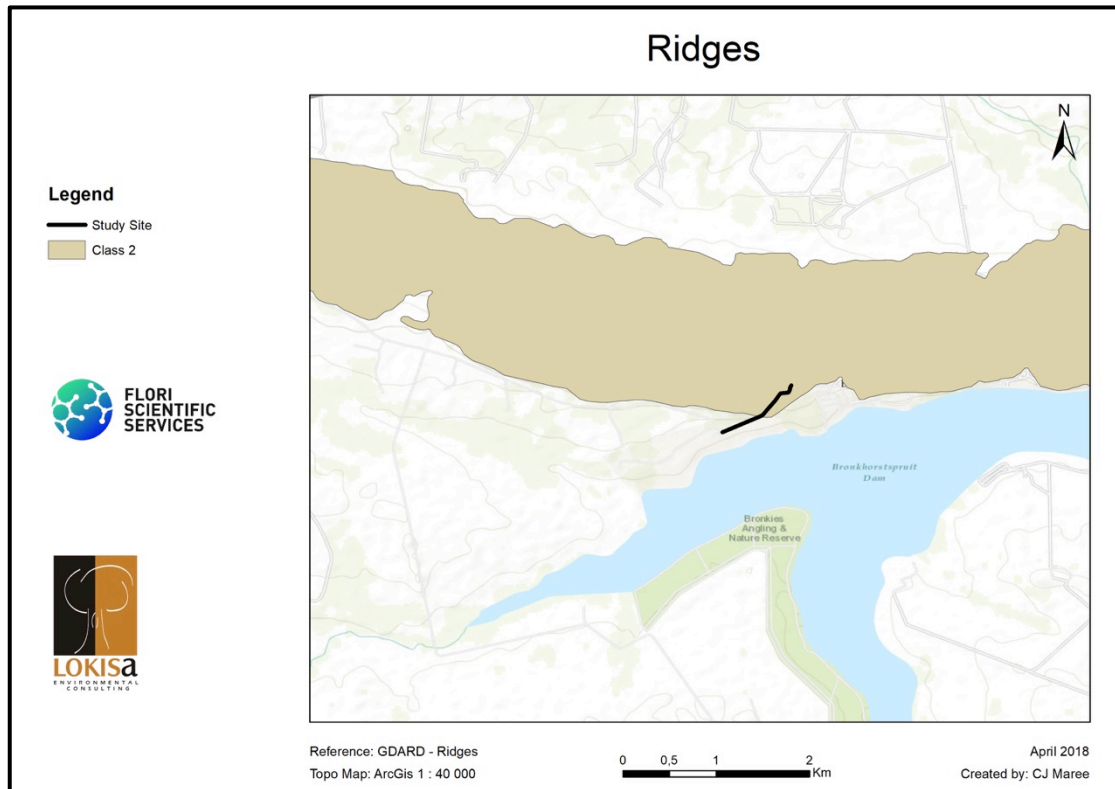 Ridges
N
Legend
Study Site
Class 2
FLORI
SCIENTIFIC
SERVICES
Bronkhorstspruit
Dam
Bronkies
Angling &
Nature Reserve
LOKISa
ENVIRONMENTAL
CONSULTING
Reference: GDARD - Ridges
Topo Map: ArcGis 1 : 40 000
0 0,5 1 2
Km
April 2018
Created by: CJ Maree